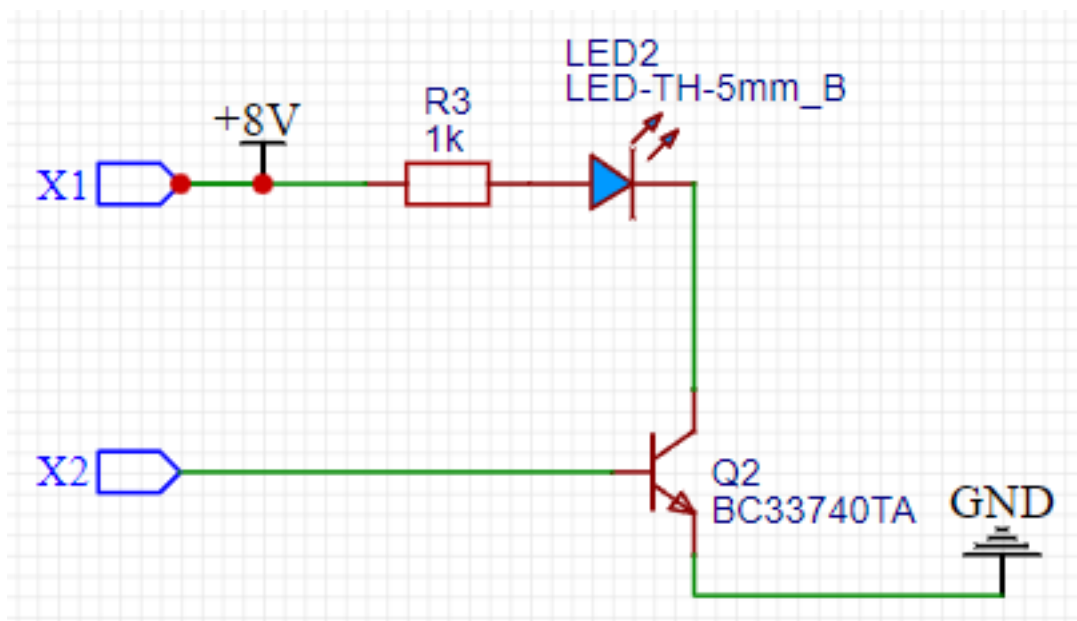 LED2
LED-TH-5mm_B
R3
1k
+8V
X1
X2
Q2
BC33740TA
GND